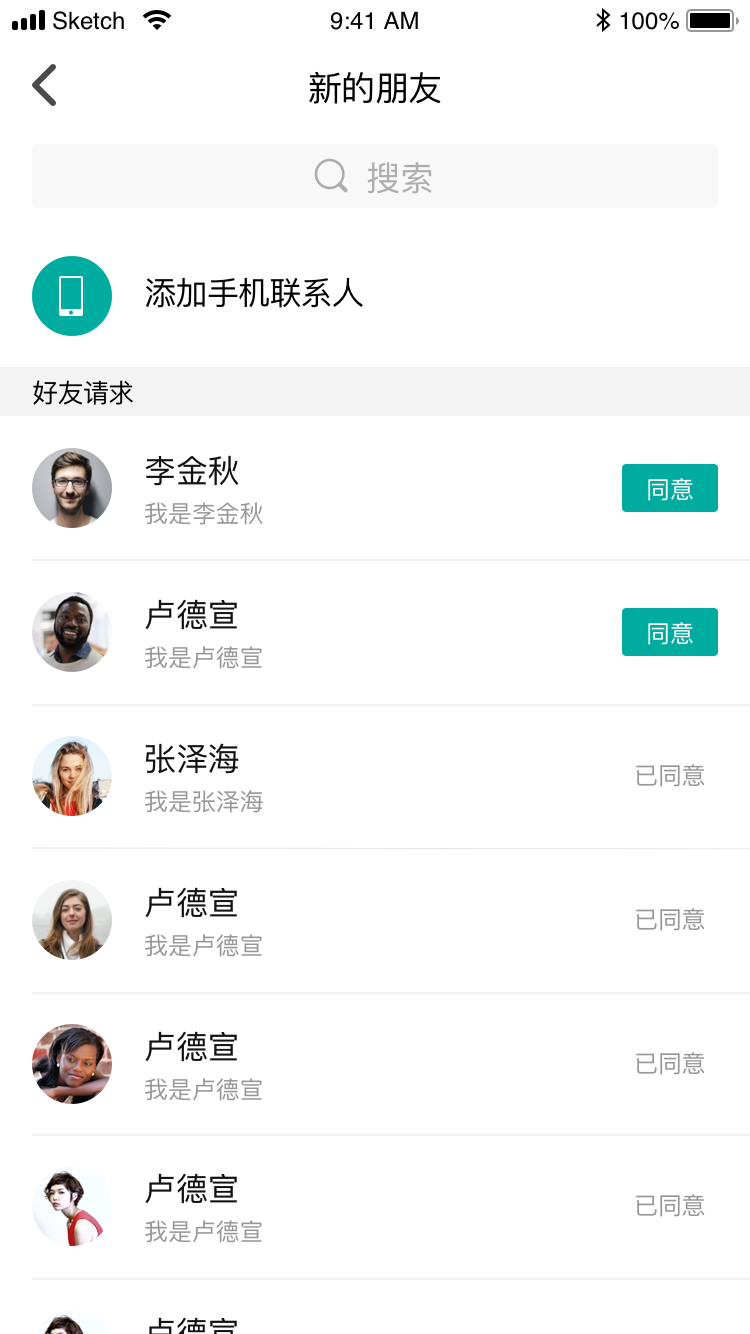 Sketch 9:41 AM 100%
新的朋友
搜索
添加手机联系人
好友请求
李金秋
我是李金秋
同意
卢德宣
我是卢德宣
同意
张泽海
我是张泽海
已同意
卢德宣
我是卢德宣
已同意
卢德宣
我是卢德宣
已同意
卢德宣
我是卢德宣
已同意
卢德宣